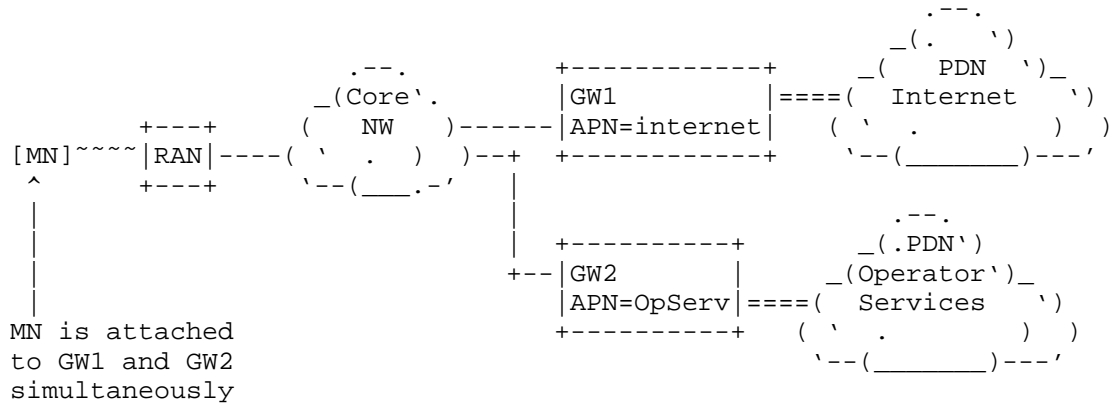 PDN
Internet
Core
NW
GW1
APN=internet
[MN]
RAN
.PDN
GW2
Operator
APN=OpServ
Services
MN is attached
to GW1 and GW2
simultaneously